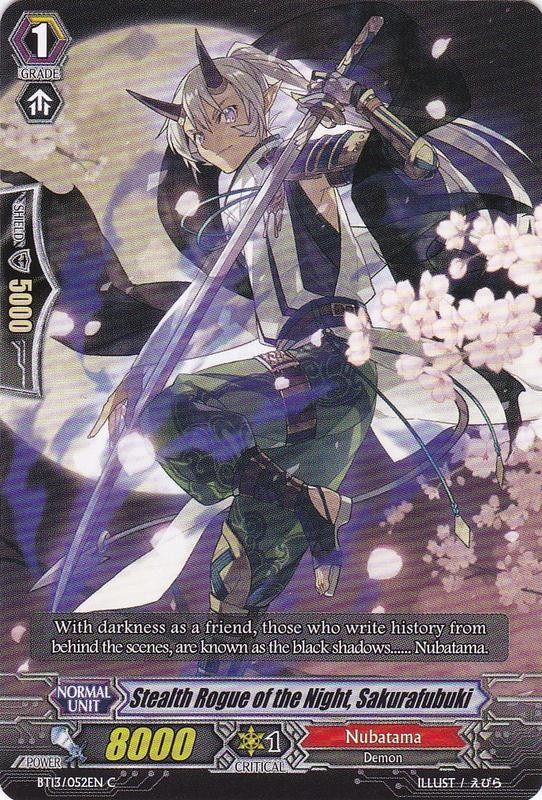 1
GRADE
SHIELD
5000
With darkness as a friend, those who write history from
behind the scenes, are known as the black shadows...... Nubatama.
NORMAL
UNIT
Stealth Rogue of the Night, Sakurafubuki
POWER
8000
1
CRITICAL
Nubatama
Demon
BT13/052EN C
ILLUST / えびら